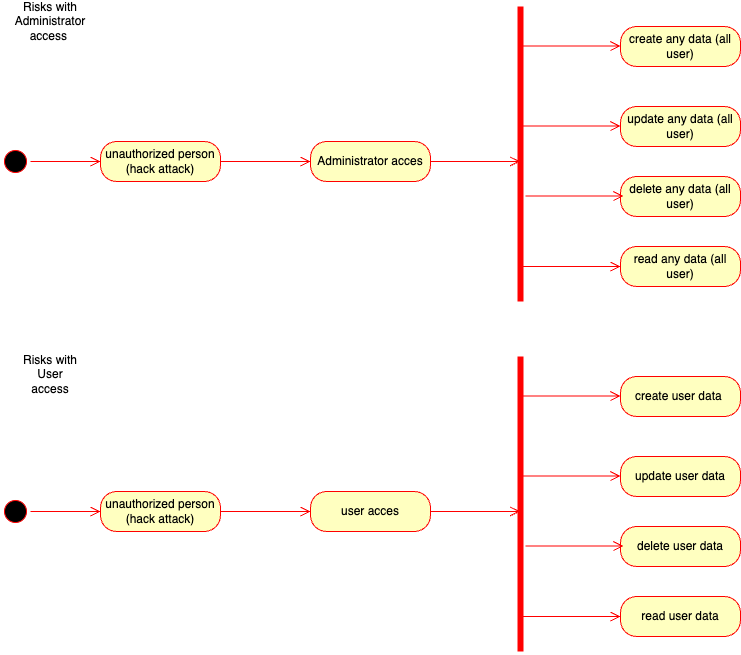 Risks with
Administrator
access
create any data (all
user)
update any data (all
user)
unauthorized person
(hack attack)
Administrator acces
delete any data (all
user)
read any data (all
user)
Risks with
User
access
create user data
update user data
unauthorized person
(hack attack)
user acces
delete user data
read user data